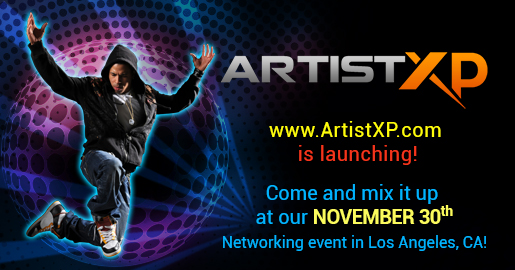 ARTISTXP
www.ArtistXP.com
is launching!
Come and mix it up
at our NOVEMBER 30th
Networking event in Los Angeles, CA!